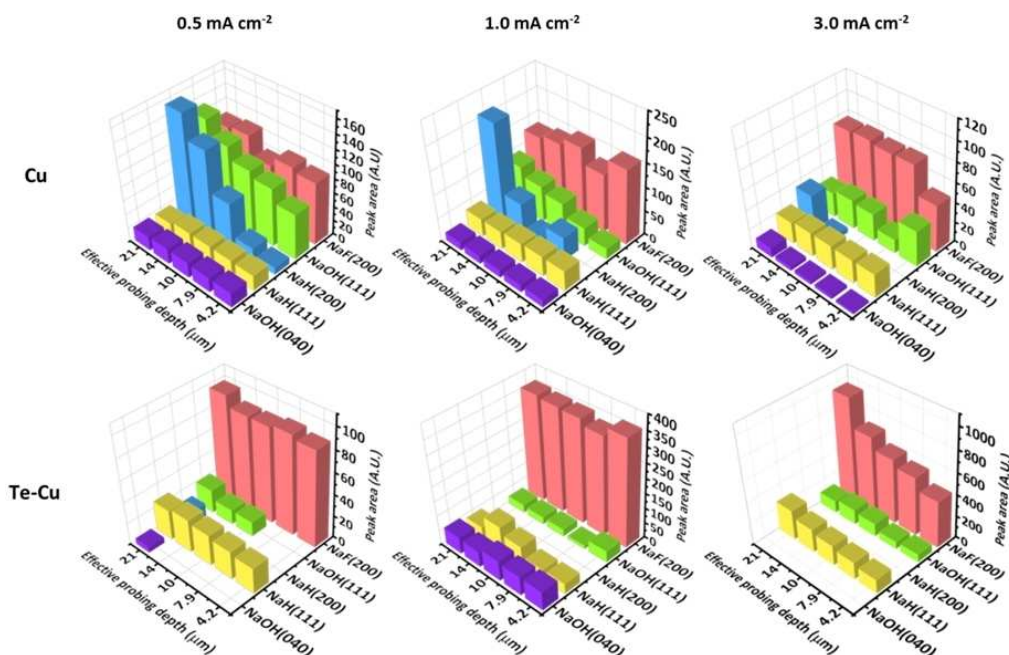 0.5 mA cm⁻²
1.0 mA cm⁻²
3.0 mA cm⁻²
Cu
160
140
120
100
80
60
40
20
0
Peak area (A.U)
NaF(200)
NaOH(111)
NaH(200)
NaH(111)
NaOH(040)
21
14
10
7.9
4.2
Effective probing depth (μm)
250
200
150
100
50
0
Peak area (A.U.)
NaF(200)
NaOH(111)
NaH(200)
NaH(111)
NaOH(040)
21
14
10
7.9
4.2
Effective probing depth (μm)
120
100
80
60
40
20
0
Peak area (A.U.)
NaF(200)
NaOH(111)
NaH(200)
NaH(111)
NaOH(040)
21
14
10
7.9
4.2
Effective probing depth (μm)
Te-Cu
100
80
60
40
20
0
Peak area (A.U.)
NaF(200)
NaOH(111)
NaH(200)
NaH(111)
NaOH(040)
21
14
10
7.9
4.2
Effective probing depth (μm)
400
350
300
250
200
150
100
50
0
Peak area (A.U.)
NaF(200)
NaOH(111)
NaH(200)
NaH(111)
NaOH(040)
21
14
10
7.9
4.2
Effective probing depth (μm)
1000
800
600
400
200
0
Peak area (A.U.)
NaF(200)
NaOH(111)
NaH(200)
NaH(111)
NaOH(040)
21
14
10
7.9
4.2
Effective probing depth (μm)